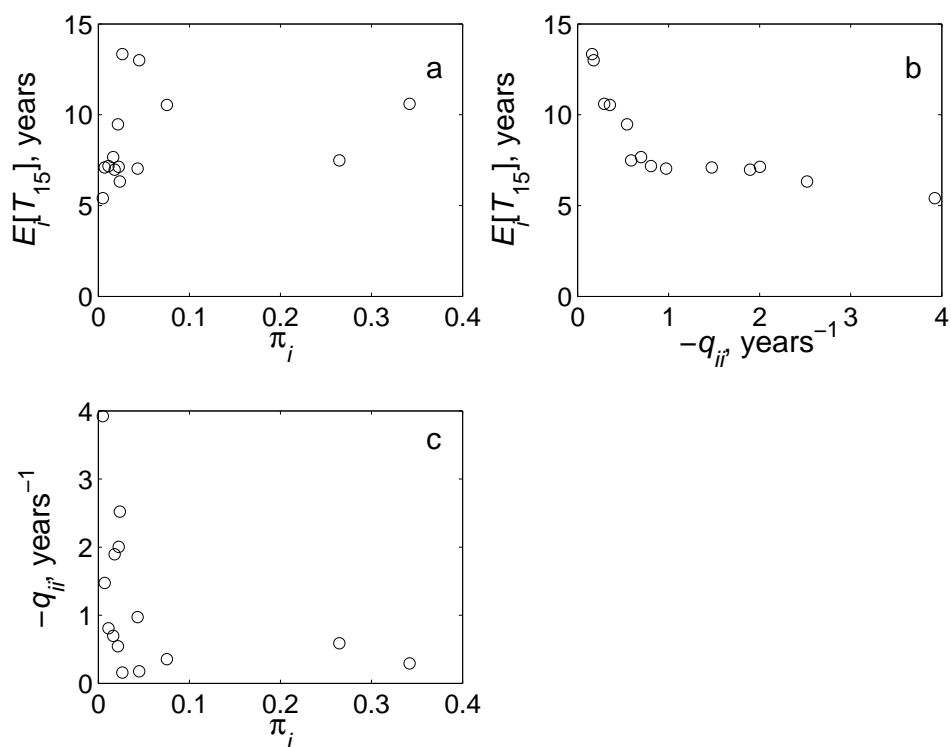 15
10
5
0
E_i[T_15], years
a
0 0.1 0.2 0.3 0.4
π_i
15
10
5
0
E_i[T_15], years
b
0 1 2 3 4
−q_ii, years^−1
4
3
2
1
0
−q_ii, years^−1
c
0 0.1 0.2 0.3 0.4
π_i